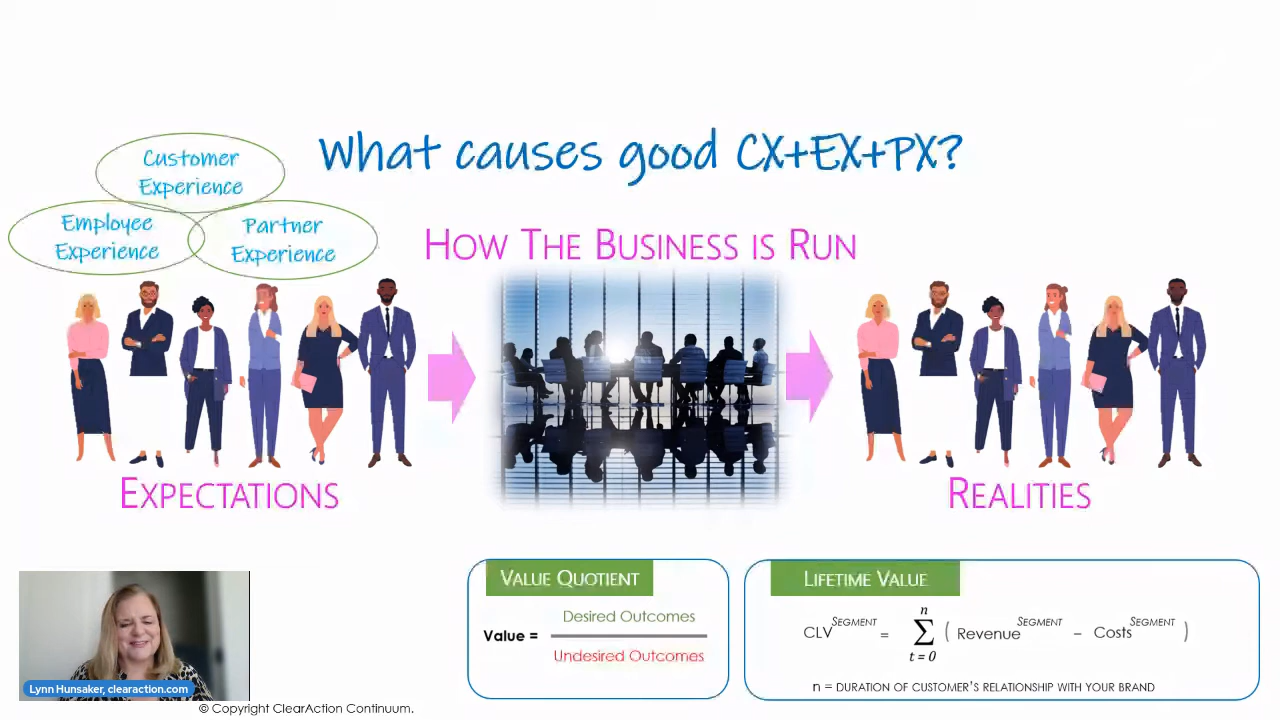 What causes good CX+EX+PX?
Customer
Experience
Employee
Experience
Partner
Experience
HOW THE BUSINESS IS RUN
EXPECTATIONS
REALITIES
VALUE QUOTIENT
Value = Desired Outcomes
Undesired Outcomes
LIFETIME VALUE
CLV^SEGMENT = n ∑ t = 0 ( Revenue^SEGMENT - Costs^SEGMENT )
n = DURATION OF CUSTOMER'S RELATIONSHIP WITH YOUR BRAND
Lynn Hunsaker, clearaction.com
© Copyright ClearAction Continuum.